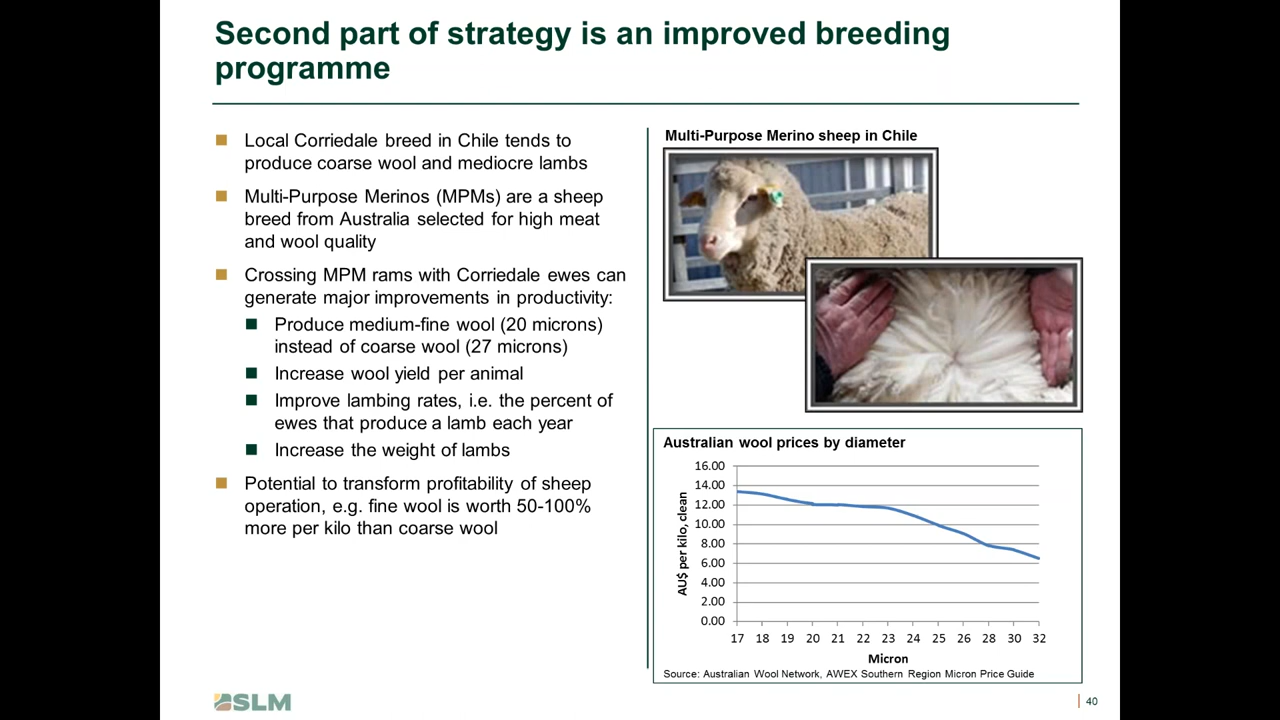 Second part of strategy is an improved breeding
programme
Local Corriedale breed in Chile tends to
produce coarse wool and mediocre lambs
Multi-Purpose Merinos (MPMs) are a sheep
breed from Australia selected for high meat
and wool quality
Crossing MPM rams with Corriedale ewes can
generate major improvements in productivity:
Produce medium-fine wool (20 microns)
instead of coarse wool (27 microns)
Increase wool yield per animal
Improve lambing rates, i.e. the percent of
ewes that produce a lamb each year
Increase the weight of lambs
Potential to transform profitability of sheep
operation, e.g. fine wool is worth 50-100%
more per kilo than coarse wool
Multi-Purpose Merino sheep in Chile
Australian wool prices by diameter
AU$ per kilo, clean
16.00
14.00
12.00
10.00
8.00
6.00
4.00
2.00
0.00
17 18 19 20 21 22 23 24 25 26 28 30 32
Micron
Source: Australian Wool Network, AWEX Southern Region Micron Price Guide
SLM
40